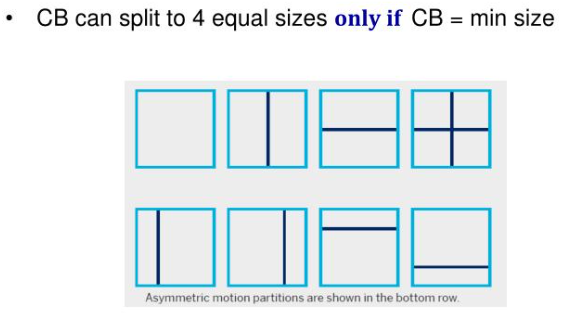 • CB can split to 4 equal sizes only if CB = min size
Asymmetric motion partitions are shown in the bottom row.